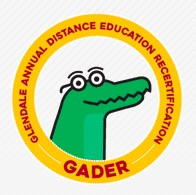 GLENDALE ANNUAL DISTANCE EDUCATION RECERTIFICATION
GADER